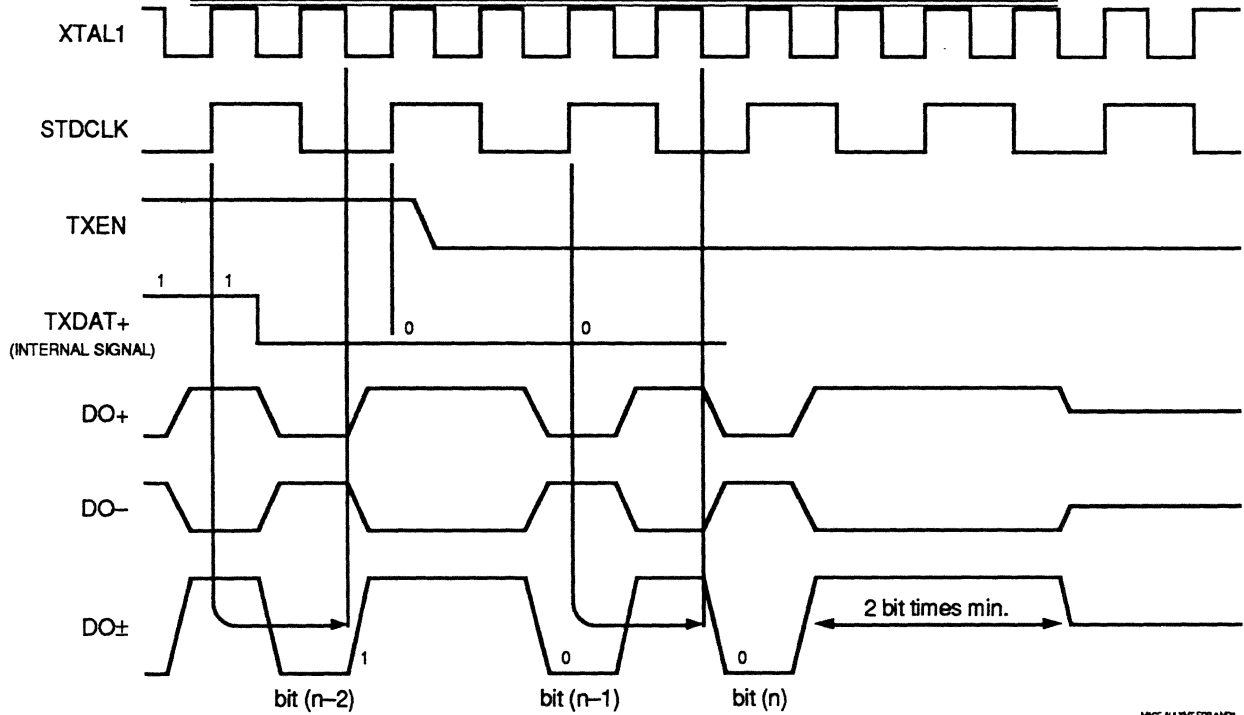 XTAL1
STDCLK
TXEN
1 1
TXDAT+
0 0
(INTERNAL SIGNAL)
DO+
DO–
2 bit times min.
DO±
1 0 0
bit (n–2) bit (n–1) bit (n)